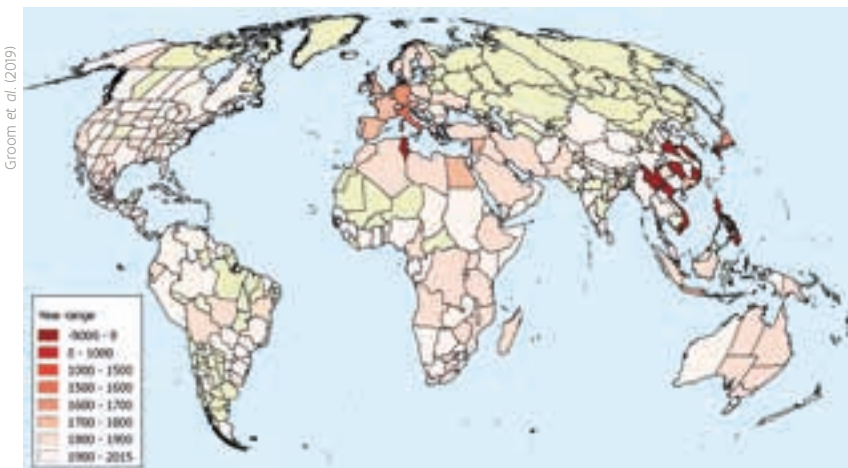 Groom et al. (2019)
Year range
-8000 - 0
0 - 1000
1000 - 1500
1500 - 1600
1600 - 1700
1700 - 1800
1800 - 1900
1900 - 2015